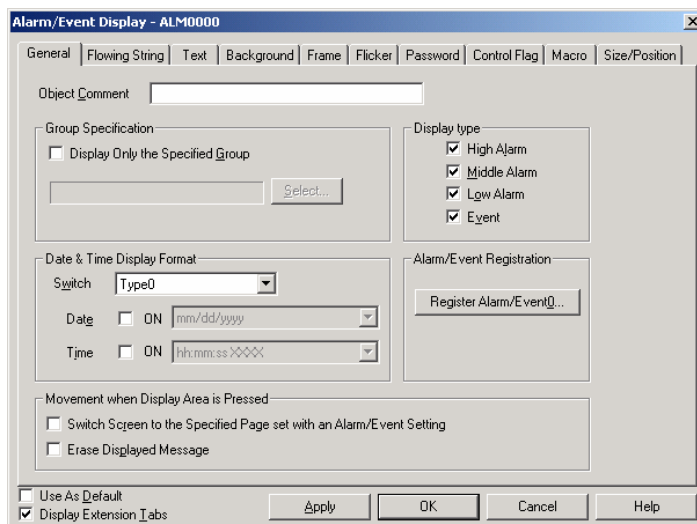 Alarm/Event Display - ALM0000
General Flowing String Text Background Frame Flicker Password Control Flag Macro Size/Position
Object Comment
Group Specification
Display Only the Specified Group
Select...
Display type
High Alarm
Middle Alarm
Low Alarm
Event
Date & Time Display Format
Switch Type0
Date ON mm/dd/yyyy
Time ON hh:mm:ss XXXX
Alarm/Event Registration
Register Alarm/Event0...
Movement when Display Area is Pressed
Switch Screen to the Specified Page set with an Alarm/Event Setting
Erase Displayed Message
Use As Default
Display Extension Tabs
Apply OK Cancel Help